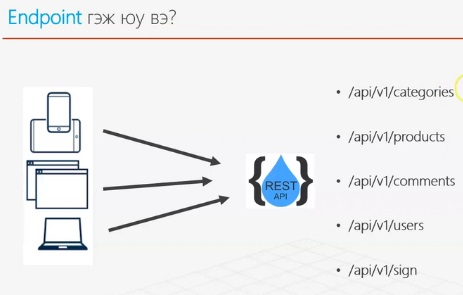 Endpoint гэж юу вэ?
REST
API
• /api/v1/categories
• /api/v1/products
• /api/v1/comments
• /api/v1/users
• /api/v1/sign